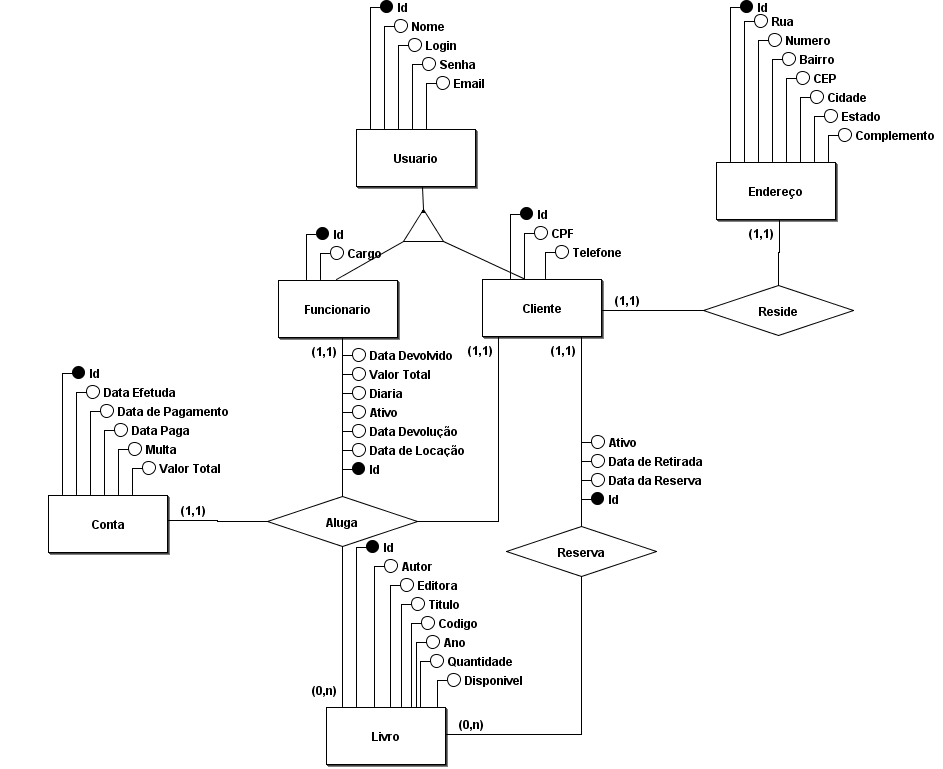 Id
Nome
Login
Senha
Email
Usuario
Id
Rua
Numero
Bairro
CEP
Cidade
Estado
Complemento
Endereço
(1,1)
Id
Cargo
Funcionario
(1,1)
Id
CPF
Telefone
Cliente
(1,1)
(1,1)
(1,1)
Reside
Data Devolvido
Valor Total
Diaria
Ativo
Data Devolução
Data de Locação
Id
Id
Data Efetuda
Data de Pagamento
Data Paga
Multa
Valor Total
Conta
(1,1)
Aluga
Ativo
Data de Retirada
Data da Reserva
Id
Reserva
Id
Autor
Editora
Titulo
Codigo
Ano
Quantidade
Disponivel
(0,n)
Livro
(0,n)